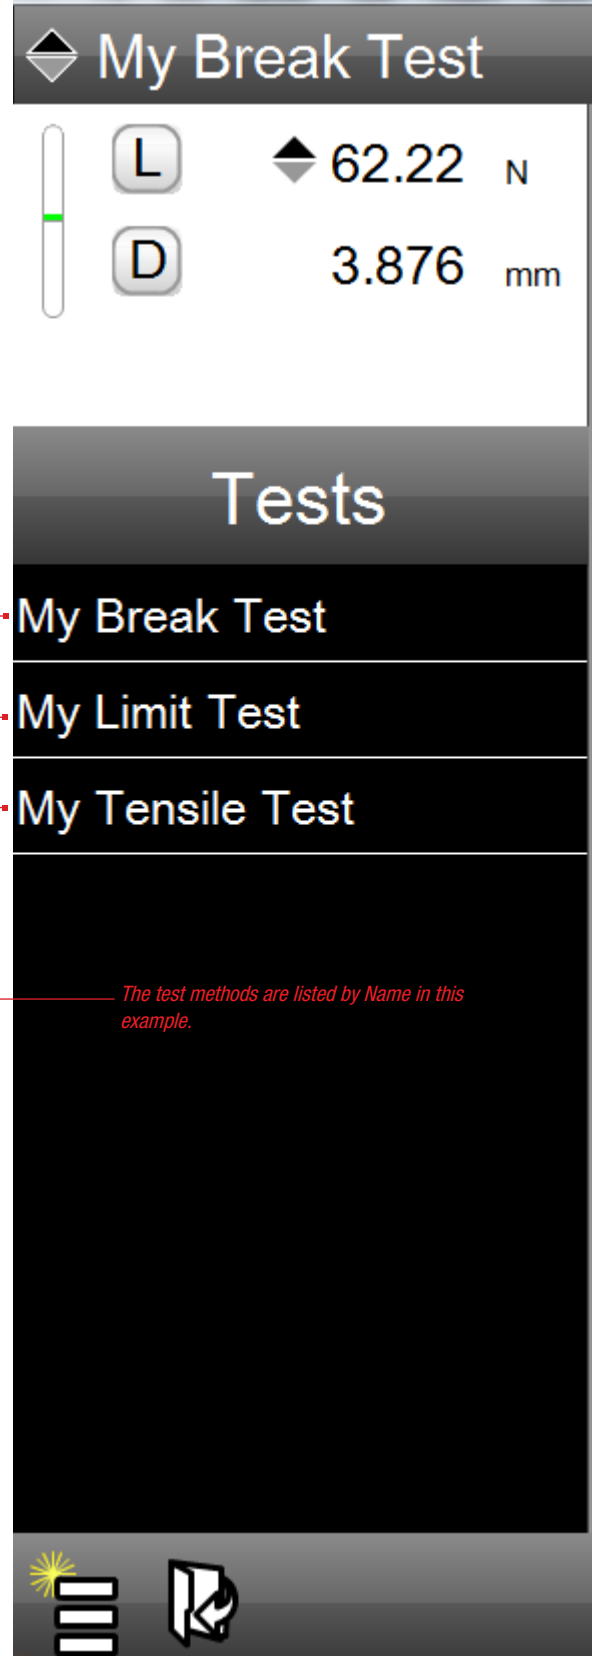 My Break Test
L 62.22 N
D 3.876 mm
Tests
My Break Test
My Limit Test
My Tensile Test
The test methods are listed by Name in this
example.